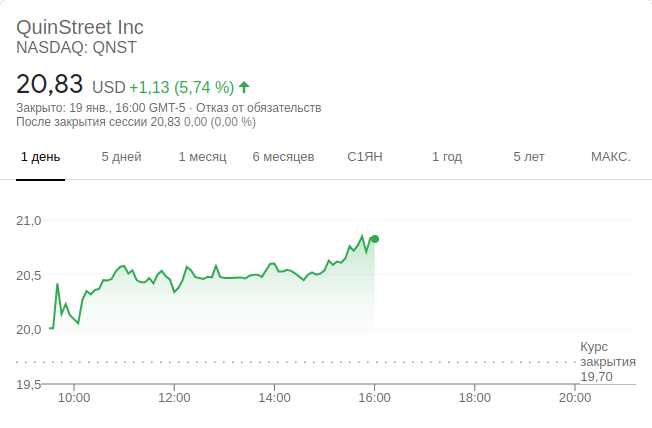 QuinStreet Inc
NASDAQ: QNST
20,83 USD +1,13 (5,74 %)
Закрыто: 19 янв., 16:00 GMT-5 · Отказ от обязательств
После закрытия сессии 20,83 0,00 (0,00 %)
1 день 5 дней 1 месяц 6 месяцев С1ЯН 1 год 5 лет МАКС.
21,0
20,5
20,0
Курс
закрытия
19,70
19,5
10:00 12:00 14:00 16:00 18:00 20:00